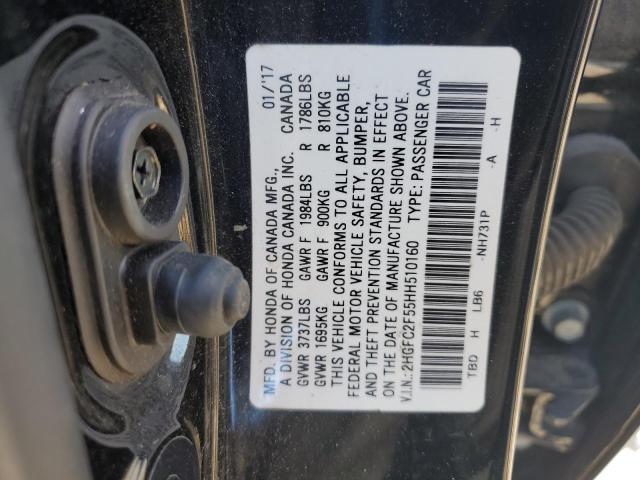 MFD. BY HONDA OF CANADA MFG., 01/'17
A DIVISION OF HONDA CANADA INC. CANADA
GVWR 3737LBS GAWR F 1984LBS R 1786LBS
GVWR 1695KG GAWR F 900KG R 810KG
THIS VEHICLE CONFORMS TO ALL APPLICABLE
FEDERAL MOTOR VEHICLE SAFETY, BUMPER,
AND THEFT PREVENTION STANDARDS IN EFFECT
ON THE DATE OF MANUFACTURE SHOWN ABOVE.
V.I.N.: 2HGFC2F55HH510160 TYPE: PASSENGER CAR
TBD H LB6 -NH731P -A -H